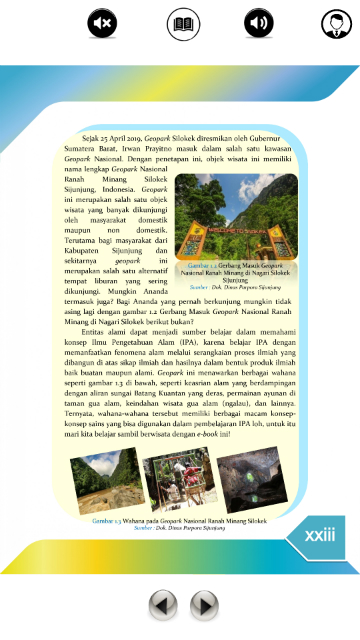 Sejak 25 April 2019, Geopark Silokek diresmikan oleh Gubernur
Sumatera Barat, Irwan Prayitno masuk dalam salah satu kawasan
Geopark Nasional. Dengan penetapan ini, objek wisata ini memiliki
nama lengkap Geopark Nasional
Ranah Minang Silokek
Sijunjung, Indonesia. Geopark
ini merupakan salah satu objek
wisata yang banyak dikunjungi
oleh masyarakat domestik
maupun non domestik.
Terutama bagi masyarakat dari
Kabupaten Sijunjung dan
sekitarnya geopark ini
merupakan salah satu alternatif
tempat liburan yang sering
dikunjungi. Mungkin Ananda
WELCOME TO
Gambar 1.2 Gerbang Masuk Geopark
Nasional Ranah Minang di Nagari Silokek
Sijunjung
Sumber : Dok. Dinas Parpora Sijunjung
termasuk juga? Bagi Ananda yang pernah berkunjung mungkin tidak
asing lagi dengan gambar 1.2 Gerbang Masuk Geopark Nasional Ranah
Minang di Nagari Silokek berikut bukan?
Entitas alami dapat menjadi sumber belajar dalam memahami
konsep Ilmu Pengetahuan Alam (IPA), karena belajar IPA dengan
memanfaatkan fenomena alam melalui serangkaian proses ilmiah yang
dibangun di atas sikap ilmiah dan hasilnya dalam bentuk produk ilmiah
baik buatan maupun alami. Geopark ini menawarkan berbagai wahana
seperti gambar 1.3 di bawah, seperti keasrian alam yang berdampingan
dengan aliran sungai Batang Kuantan yang deras, permainan ayunan di
taman gua alam, keindahan wisata gua alam (ngalau), dan lainnya.
Ternyata, wahana-wahana tersebut memiliki berbagai macam konsep-
konsep sains yang bisa digunakan dalam pembelajaran IPA loh, untuk itu
mari kita belajar sambil berwisata dengan e-book ini!
Gambar 1.3 Wahana pada Geopark Nasional Ranah Minang Silokek
Sumber : Dok. Dinas Parpora Sijunjung
xxiii